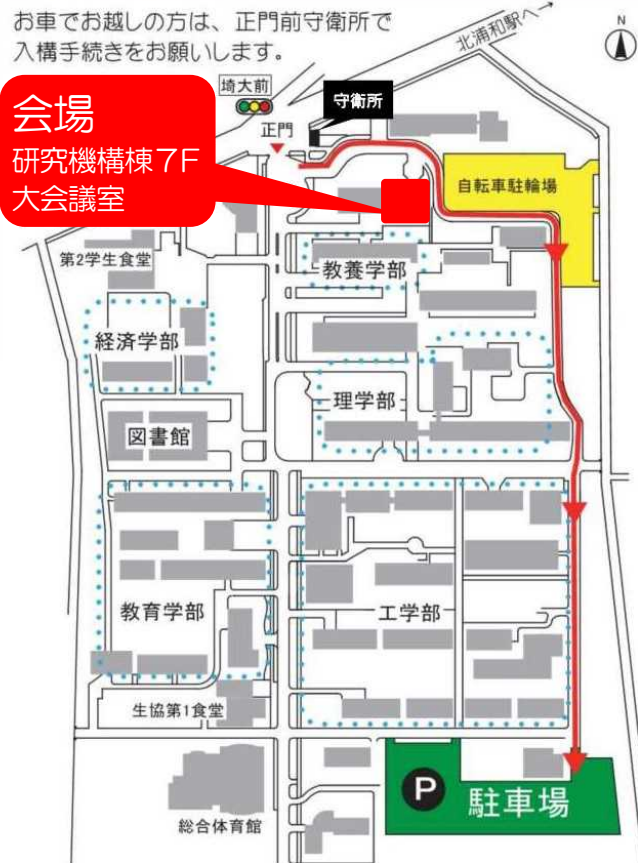 お車でお越しの方は、正門前守衛所で
入構手続きをお願いします。
北浦和駅へ→
N
埼大前
守衛所
正門
会場
研究機構棟7F
大会議室
自転車駐輪場
第2学生食堂
教養学部
経済学部
理学部
図書館
教育学部
工学部
生協第1食堂
P
駐車場
総合体育館